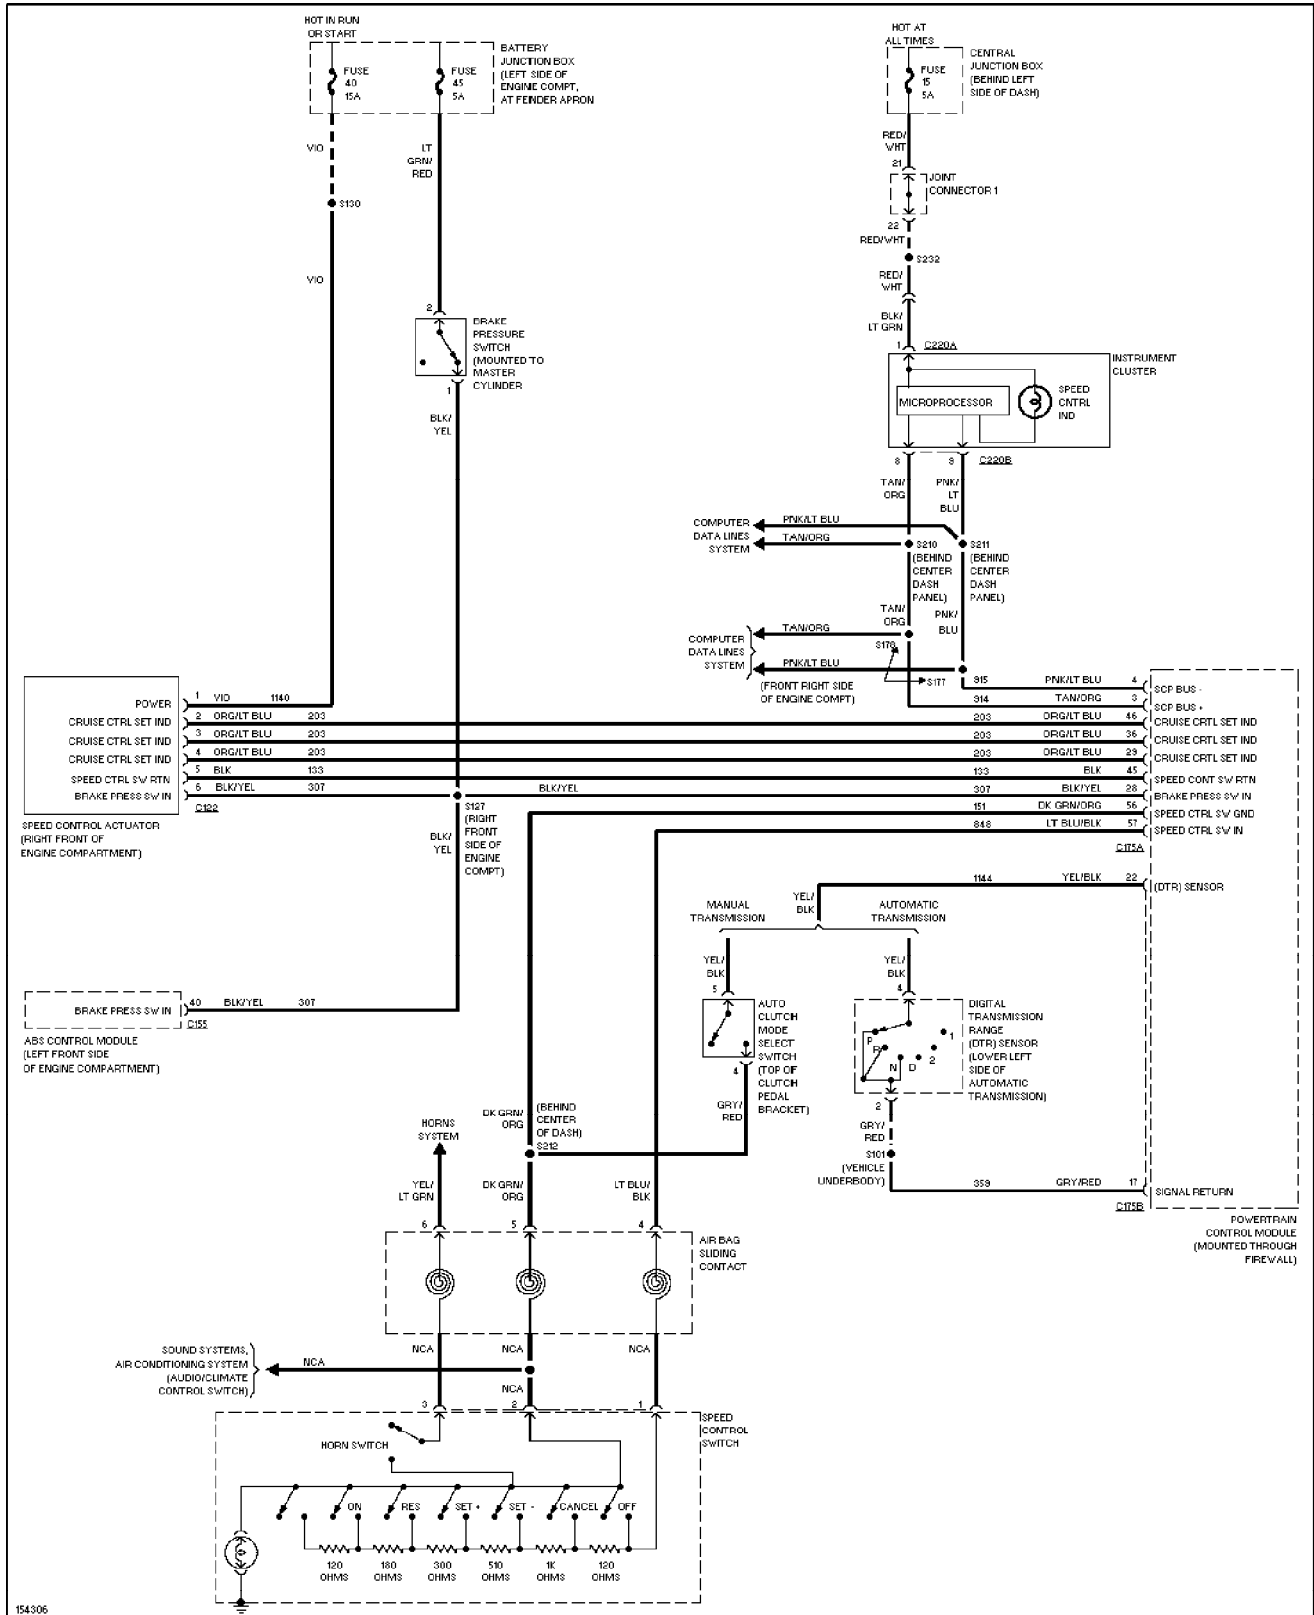 HOT IN RUN
OR START
FUSE
40
15A
FUSE
45
5A
BATTERY
JUNCTION BOX
(LEFT SIDE OF
ENGINE COMPT,
AT FENDER APRON
HOT AT
ALL TIMES
FUSE
15
5A
CENTRAL
JUNCTION BOX
(BEHIND LEFT
SIDE OF DASH)
VIO
LT
GRN/
RED
RED/
WHT
21
JOINT
CONNECTOR 1
S130
22
RED/WHT
S232
VIO
RED/
WHT
2
BLK/
LT GRN
BRAKE
PRESSURE
SWITCH
(MOUNTED TO
MASTER
CYLINDER
1
1
C220A
INSTRUMENT
CLUSTER
MICROPROCESSOR
SPEED
CNTRL
IND
BLK/
YEL
8
9
C220B
TAN/
ORG
PNK/
LT
BLU
COMPUTER
DATA LINES
SYSTEM
PNK/LT BLU
TAN/ORG
S210
(BEHIND
CENTER
DASH
PANEL)
S211
(BEHIND
CENTER
DASH
PANEL)
TAN/
ORG
PNK/
BLU
COMPUTER
DATA LINES
SYSTEM
TAN/ORG
S178
PNK/LT BLU
S177
(FRONT RIGHT SIDE
OF ENGINE COMPT)
POWER
1
VIO
1140
915
PNK/LT BLU
4
SCP BUS -
914
TAN/ORG
3
SCP BUS +
CRUISE CTRL SET IND
2
ORG/LT BLU
203
203
ORG/LT BLU
46
CRUISE CRTL SET IND
CRUISE CTRL SET IND
3
ORG/LT BLU
203
203
ORG/LT BLU
36
CRUISE CRTL SET IND
CRUISE CTRL SET IND
4
ORG/LT BLU
203
203
ORG/LT BLU
29
CRUISE CRTL SET IND
SPEED CTRL SW RTN
5
BLK
133
133
BLK
45
SPEED CONT SW RTN
BRAKE PRESS SW IN
6
BLK/YEL
307
BLK/YEL
307
BLK/YEL
28
BRAKE PRESS SW IN
C122
151
DK GRN/ORG
56
SPEED CTRL SW GND
848
LT BLU/BLK
57
SPEED CTRL SW IN
C175A
SPEED CONTROL ACTUATOR
(RIGHT FRONT OF
ENGINE COMPARTMENT)
BLK/
YEL
S127
(RIGHT
FRONT
SIDE OF
ENGINE
COMPT)
1144
YEL/BLK
22
(DTR) SENSOR
YEL/
BLK
MANUAL
TRANSMISSION
AUTOMATIC
TRANSMISSION
YEL/
BLK
5
YEL/
BLK
4
BRAKE PRESS SW IN
40
BLK/YEL
307
C155
ABS CONTROL MODULE
(LEFT FRONT SIDE
OF ENGINE COMPARTMENT)
AUTO
CLUTCH
MODE
SELECT
SWITCH
(TOP OF
CLUTCH
PEDAL
BRACKET)
4
GRY/
RED
P
R
N
D
2
1
DIGITAL
TRANSMISSION
RANGE
(DTR) SENSOR
(LOWER LEFT
SIDE OF
AUTOMATIC
TRANSMISSION)
2
GRY/
RED
S101
(VEHICLE
UNDERBODY)
359
GRY/RED
17
SIGNAL RETURN
C175B
POWERTRAIN
CONTROL MODULE
(MOUNTED THROUGH
FIREWALL)
HORNS
SYSTEM
DK GRN/
ORG
(BEHIND
CENTER
OF DASH)
S212
YEL/
LT GRN
DK GRN/
ORG
LT BLU/
BLK
6
5
4
AIR BAG
SLIDING
CONTACT
NCA
NCA
NCA
SOUND SYSTEMS,
AIR CONDITIONING SYSTEM
(AUDIO/CLIMATE
CONTROL SWITCH)
NCA
NCA
3
2
1
SPEED
CONTROL
SWITCH
HORN SWITCH
ON
RES
SET +
SET -
CANCEL
OFF
120
OHMS
180
OHMS
300
OHMS
510
OHMS
1K
OHMS
120
OHMS
154306